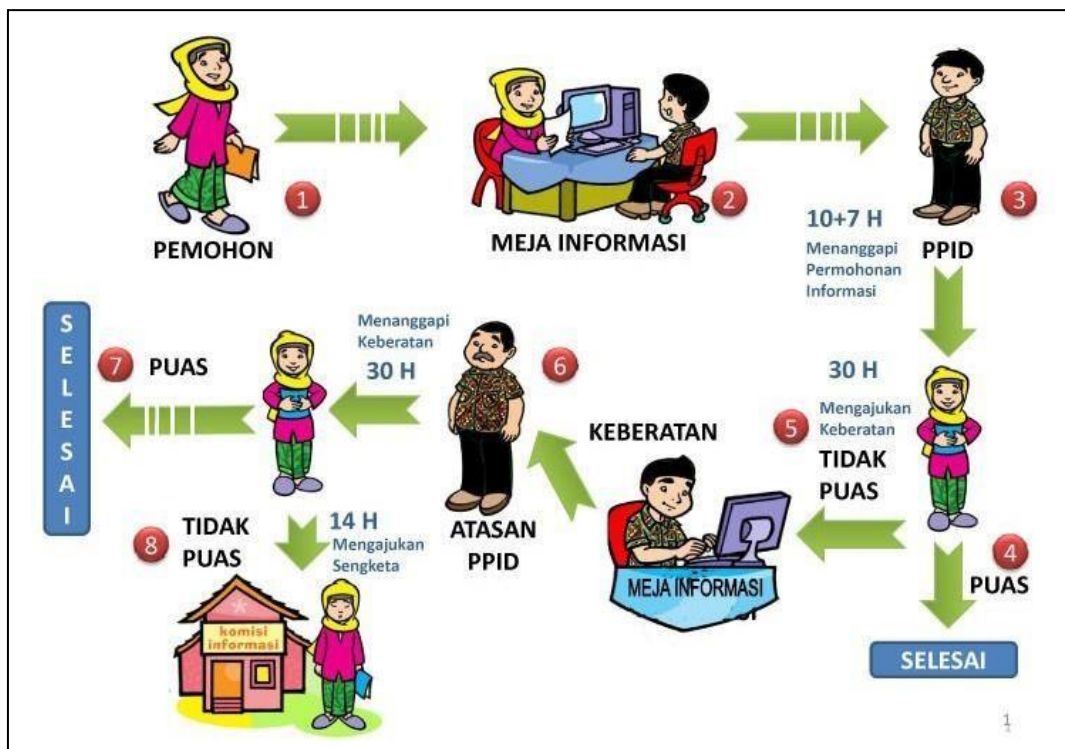 1
PEMOHON
2
MEJA INFORMASI
3
PPID
10+7 H
Menanggapi
Permohonan
Informasi
30 H
Mengajukan
Keberatan
5
TIDAK
PUAS
4
PUAS
SELESAI
KEBERATAN
MEJA INFORMASI
6
ATASAN
PPID
Menanggapi
Keberatan
30 H
7
PUAS
SELESAI
8
TIDAK
PUAS
14 H
Mengajukan
Sengketa
komisi
informasi
1